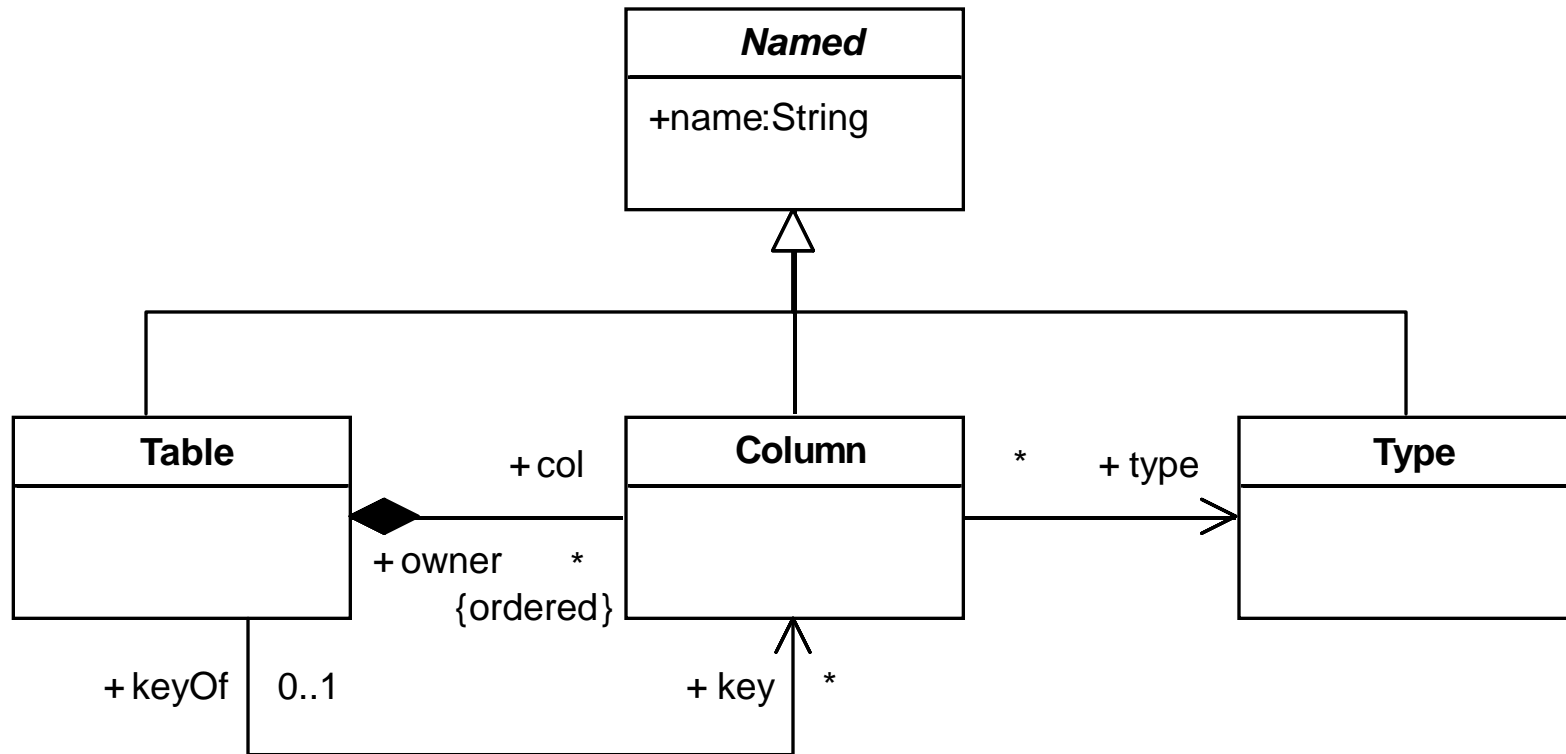 Named
+name:String
Table
Column
Type
+ col
*
+ type
+ owner
*
{ordered}
+ keyOf
0..1
+ key
*